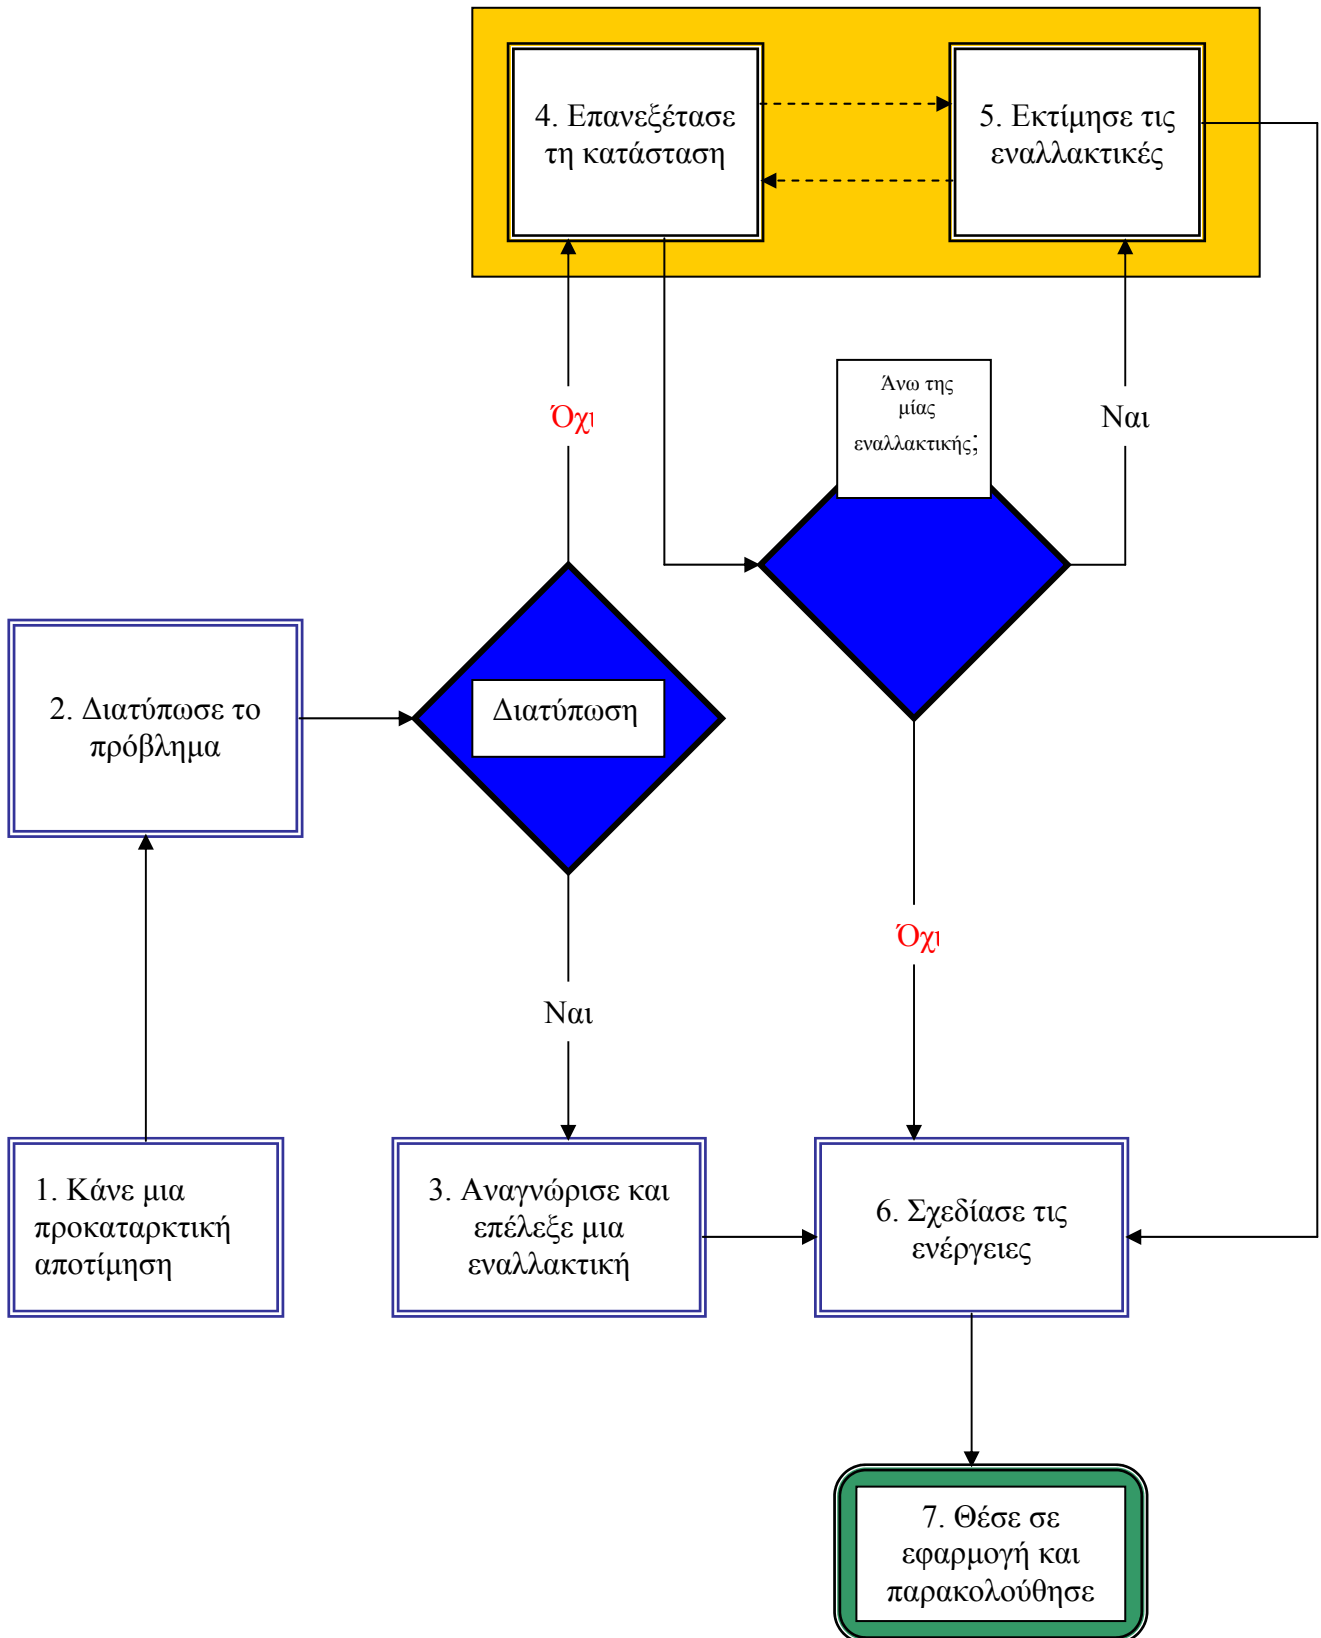 4. Επανεξέτασε
τη κατάσταση
5. Εκτίμησε τις
εναλλακτικές
Άνω της
μίας
εναλλακτικής;
Όχι
Ναι
2. Διατύπωσε το
πρόβλημα
Διατύπωση
Όχι
Ναι
1. Κάνε μια
προκαταρκτική
αποτίμηση
3. Αναγνώρισε και
επέλεξε μια
εναλλακτική
6. Σχεδίασε τις
ενέργειες
7. Θέσε σε
εφαρμογή και
παρακολούθησε